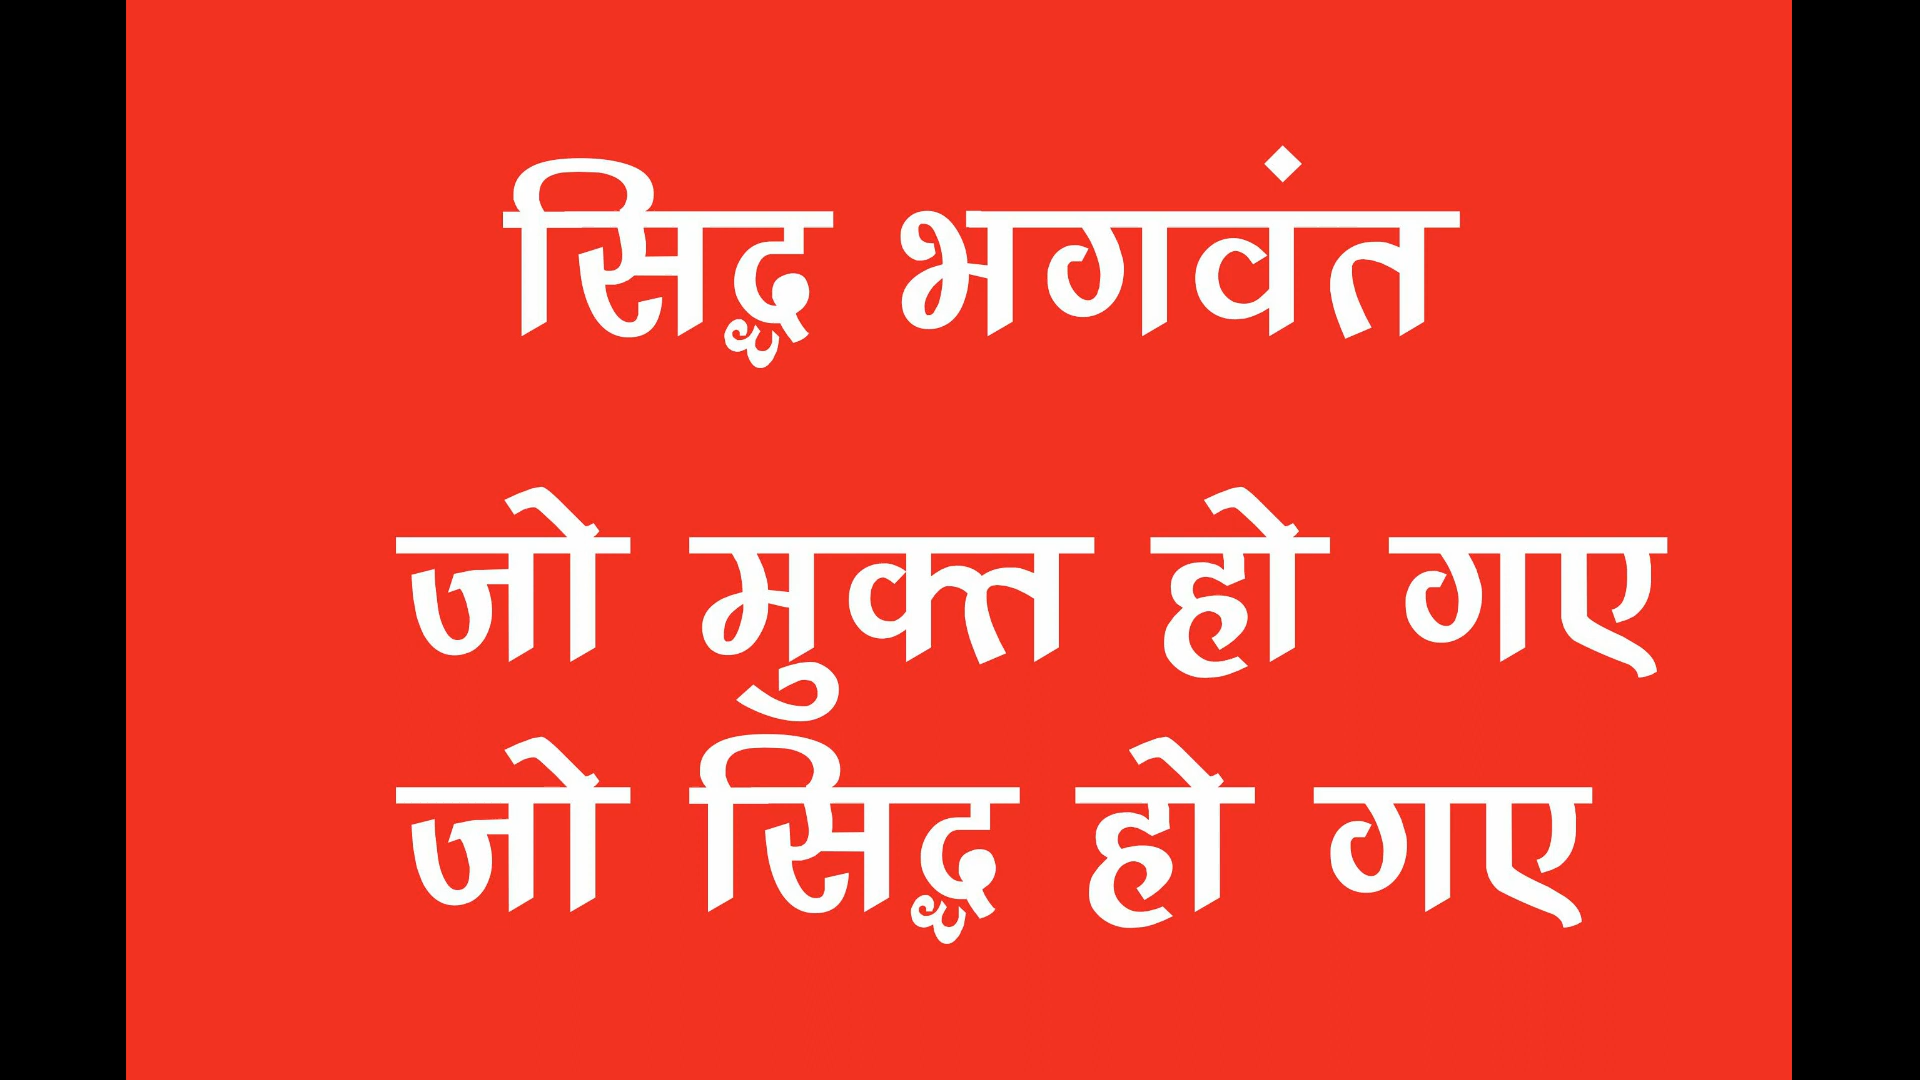 सिद्ध भगवंत
जो मुक्त हो गए
जो सिद्ध हो गए